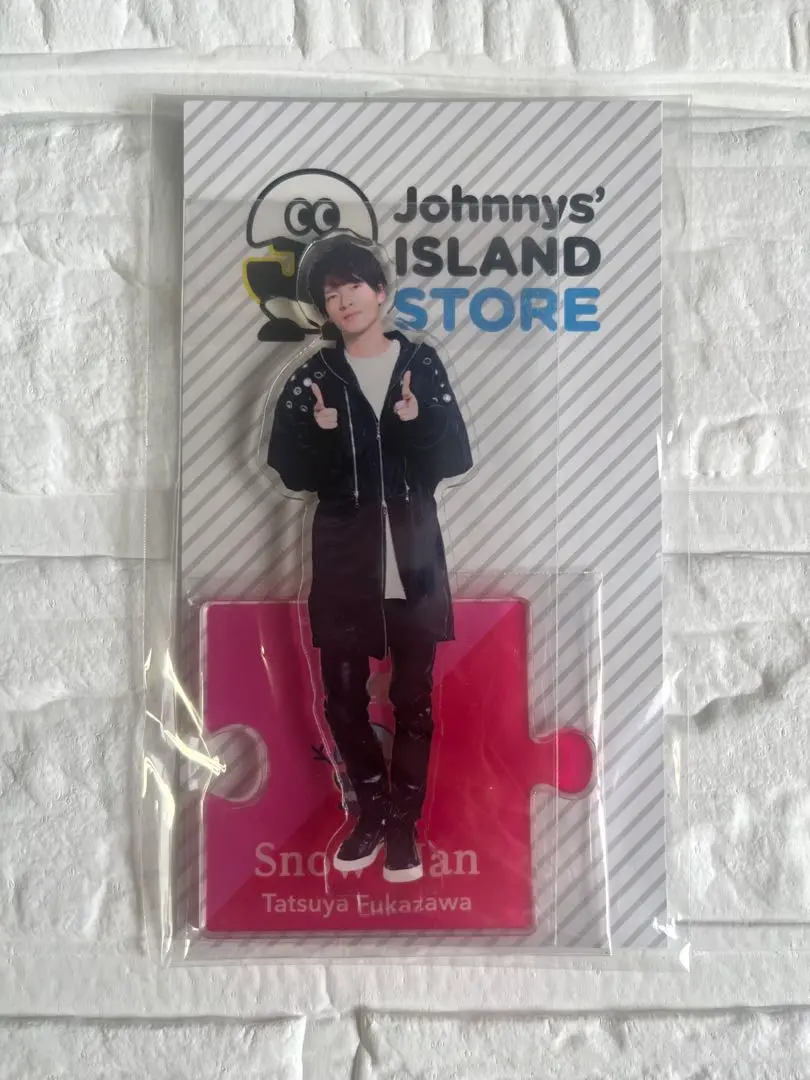 Johnnys'
ISLAND
STORE
Snow Man
Tatsuya Fukazawa